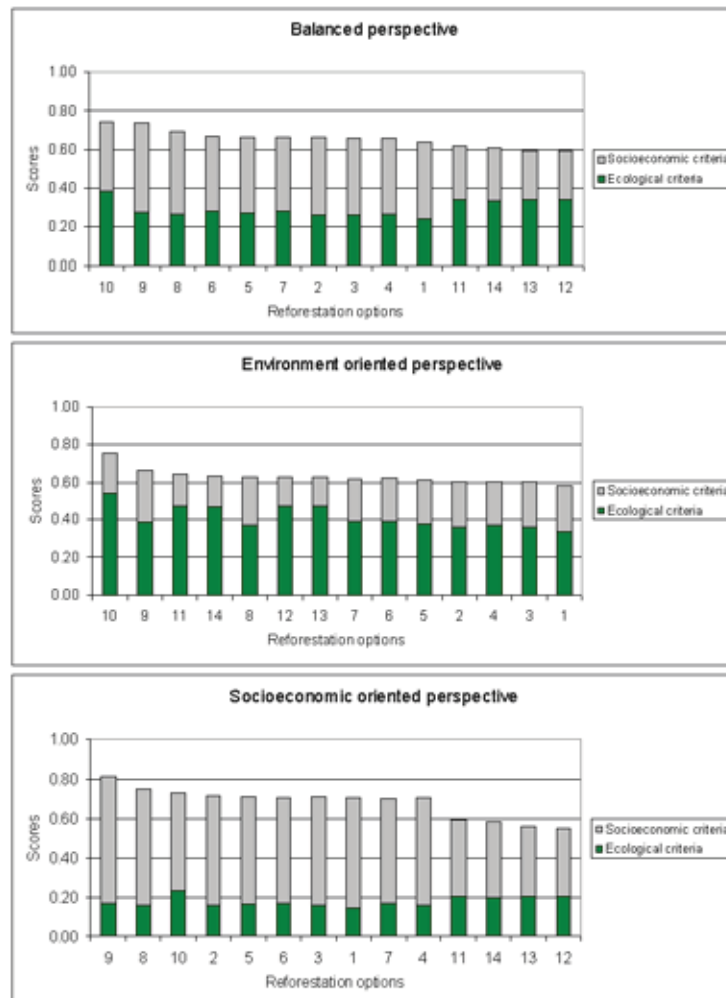 Balanced perspective
1.00
0.80
0.60
0.40
0.20
0.00
Scores
10 9 8 6 5 7 2 3 4 1 11 14 13 12
Reforestation options
Socioeconomic criteria
Ecological criteria
Environment oriented perspective
1.00
0.80
0.60
0.40
0.20
0.00
Scores
10 9 11 14 8 12 13 7 6 5 2 4 3 1
Reforestation options
Socioeconomic criteria
Ecological criteria
Socioeconomic oriented perspective
1.00
0.80
0.60
0.40
0.20
0.00
Scores
9 8 10 2 5 6 3 1 7 4 11 14 13 12
Reforestation options
Socioeconomic criteria
Ecological criteria